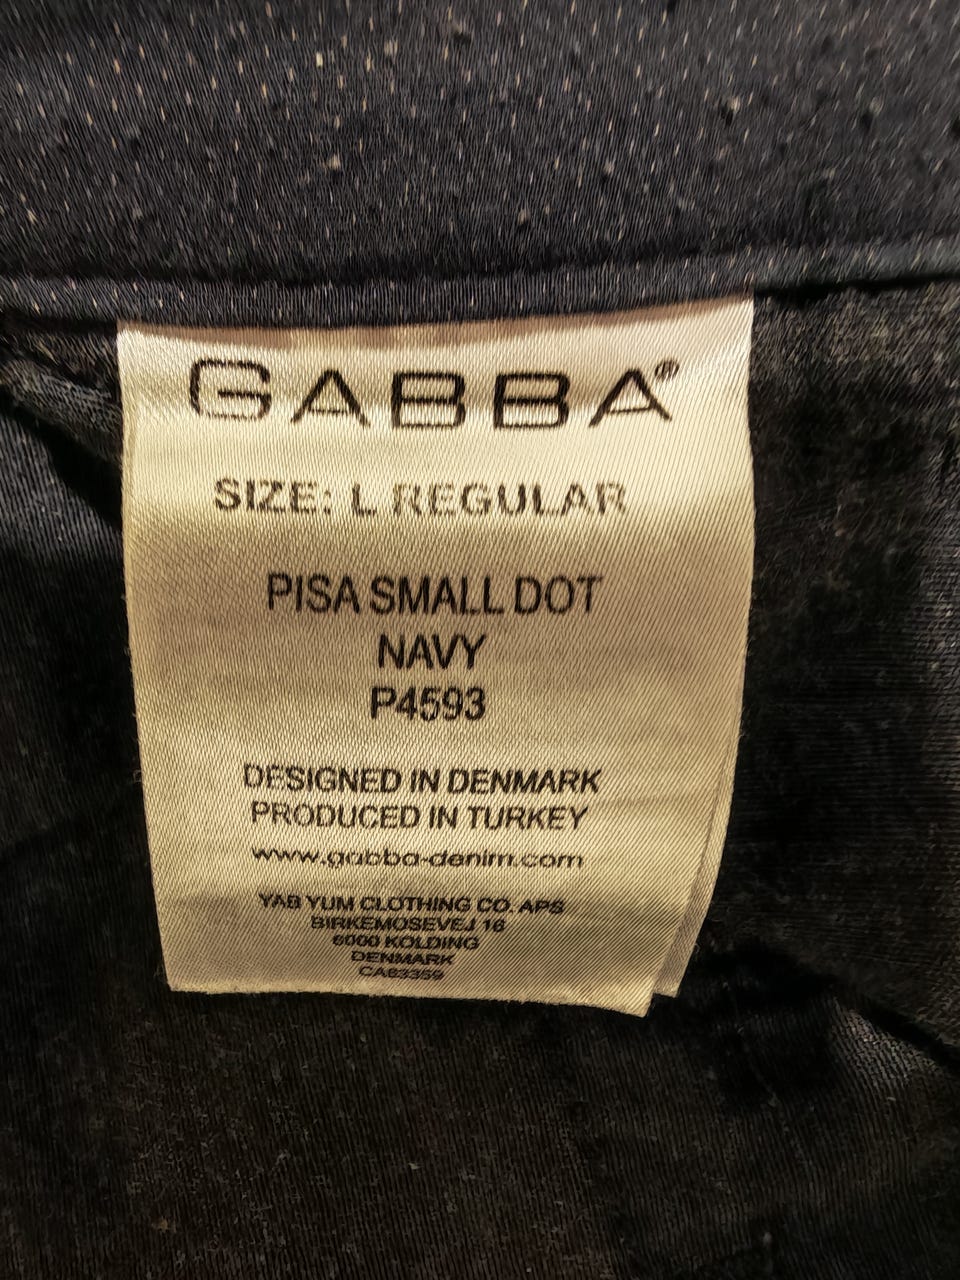 GABBA®
SIZE: L REGULAR
PISA SMALL DOT
NAVY
P4593
DESIGNED IN DENMARK
PRODUCED IN TURKEY
www.gabba-denim.com
YAB YUM CLOTHING CO. APS
BIRKEMOSEVEJ 16
6000 KOLDING
DENMARK
CA63359